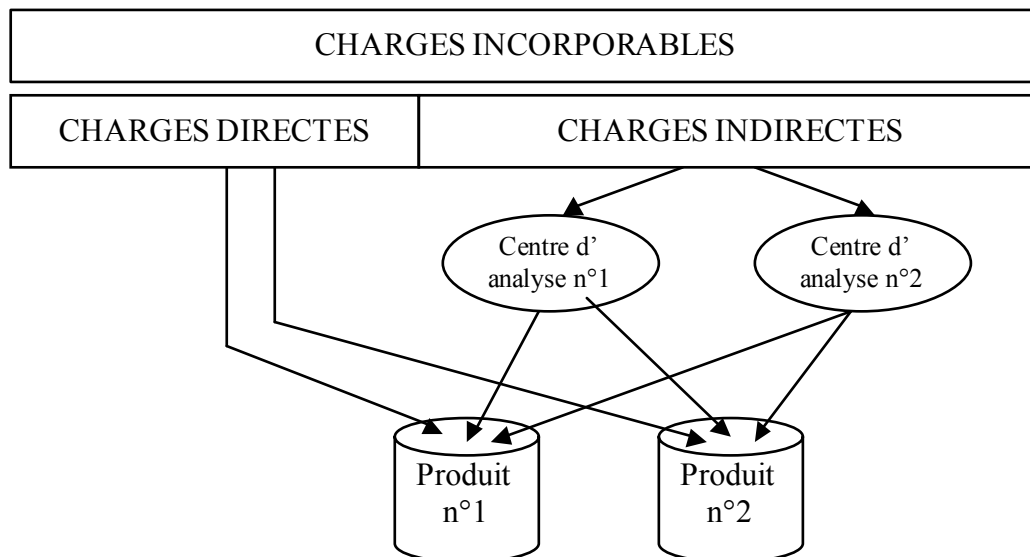 CHARGES INCORPORABLES
CHARGES DIRECTES
CHARGES INDIRECTES
Centre d'
analyse n°1
Centre d'
analyse n°2
Produit
n°1
Produit
n°2